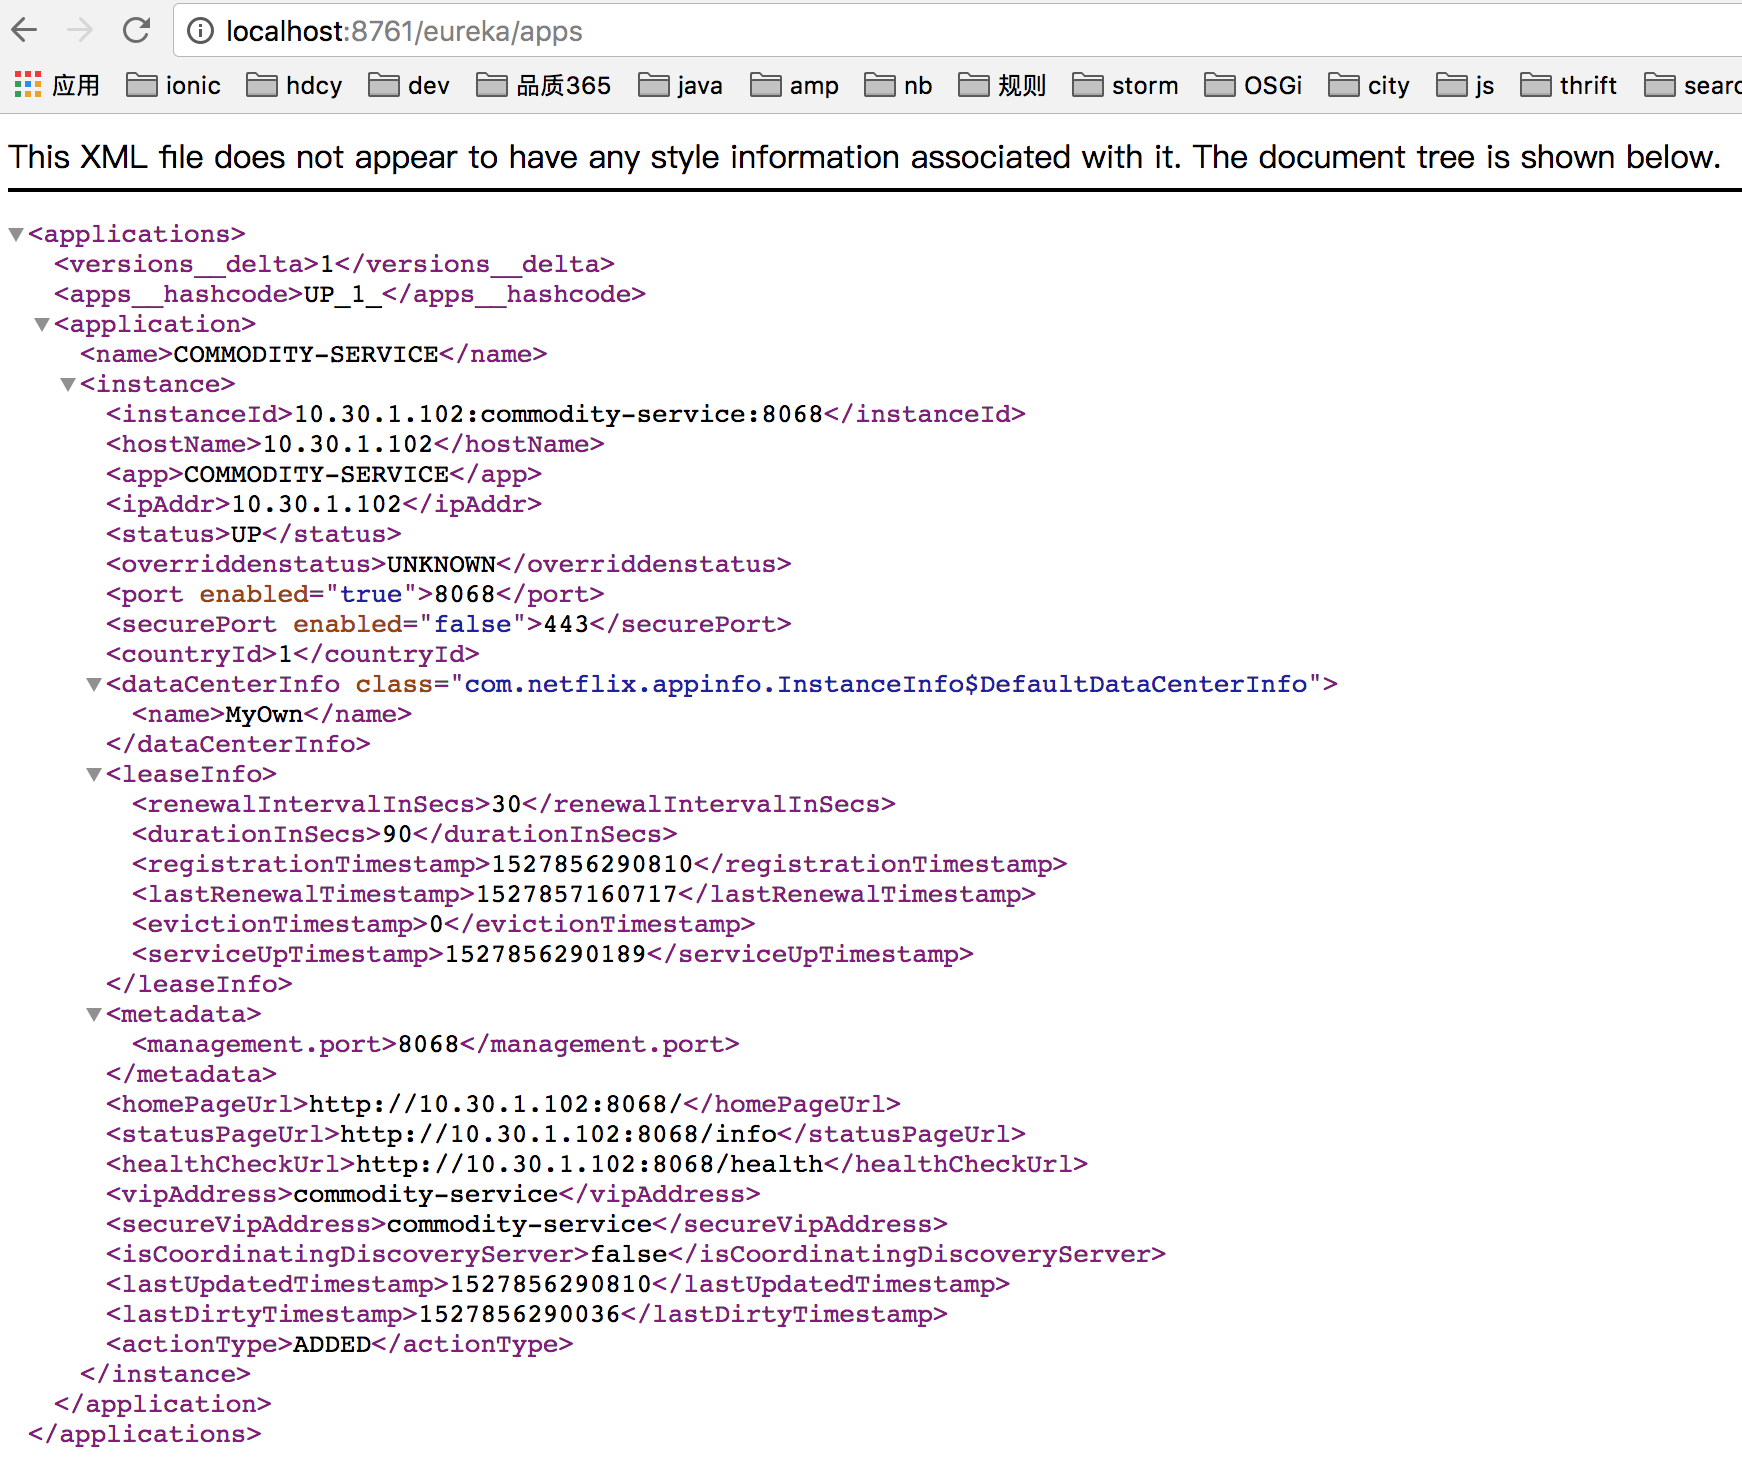 localhost:8761/eureka/apps
应用 ionic hdcy dev 品质365 java amp nb 规则 storm OSGi city js thrift searc
This XML file does not appear to have any style information associated with it. The document tree is shown below.
<applications>
<versions__delta>1</versions__delta>
<apps__hashcode>UP_1_</apps__hashcode>
<application>
<name>COMMODITY-SERVICE</name>
<instance>
<instanceId>10.30.1.102:commodity-service:8068</instanceId>
<hostName>10.30.1.102</hostName>
<app>COMMODITY-SERVICE</app>
<ipAddr>10.30.1.102</ipAddr>
<status>UP</status>
<overriddenstatus>UNKNOWN</overriddenstatus>
<port enabled="true">8068</port>
<securePort enabled="false">443</securePort>
<countryId>1</countryId>
<dataCenterInfo class="com.netflix.appinfo.InstanceInfo$DefaultDataCenterInfo">
<name>MyOwn</name>
</dataCenterInfo>
<leaseInfo>
<renewalIntervalInSecs>30</renewalIntervalInSecs>
<durationInSecs>90</durationInSecs>
<registrationTimestamp>1527856290810</registrationTimestamp>
<lastRenewalTimestamp>1527857160717</lastRenewalTimestamp>
<evictionTimestamp>0</evictionTimestamp>
<serviceUpTimestamp>1527856290189</serviceUpTimestamp>
</leaseInfo>
<metadata>
<management.port>8068</management.port>
</metadata>
<homePageUrl>http://10.30.1.102:8068/</homePageUrl>
<statusPageUrl>http://10.30.1.102:8068/info</statusPageUrl>
<healthCheckUrl>http://10.30.1.102:8068/health</healthCheckUrl>
<vipAddress>commodity-service</vipAddress>
<secureVipAddress>commodity-service</secureVipAddress>
<isCoordinatingDiscoveryServer>false</isCoordinatingDiscoveryServer>
<lastUpdatedTimestamp>1527856290810</lastUpdatedTimestamp>
<lastDirtyTimestamp>1527856290036</lastDirtyTimestamp>
<actionType>ADDED</actionType>
</instance>
</application>
</applications>